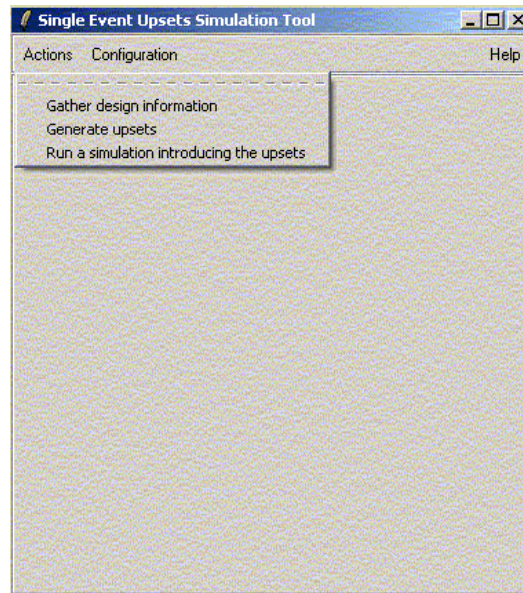 Single Event Upsets Simulation Tool
Actions Configuration Help
Gather design information
Generate upsets
Run a simulation introducing the upsets